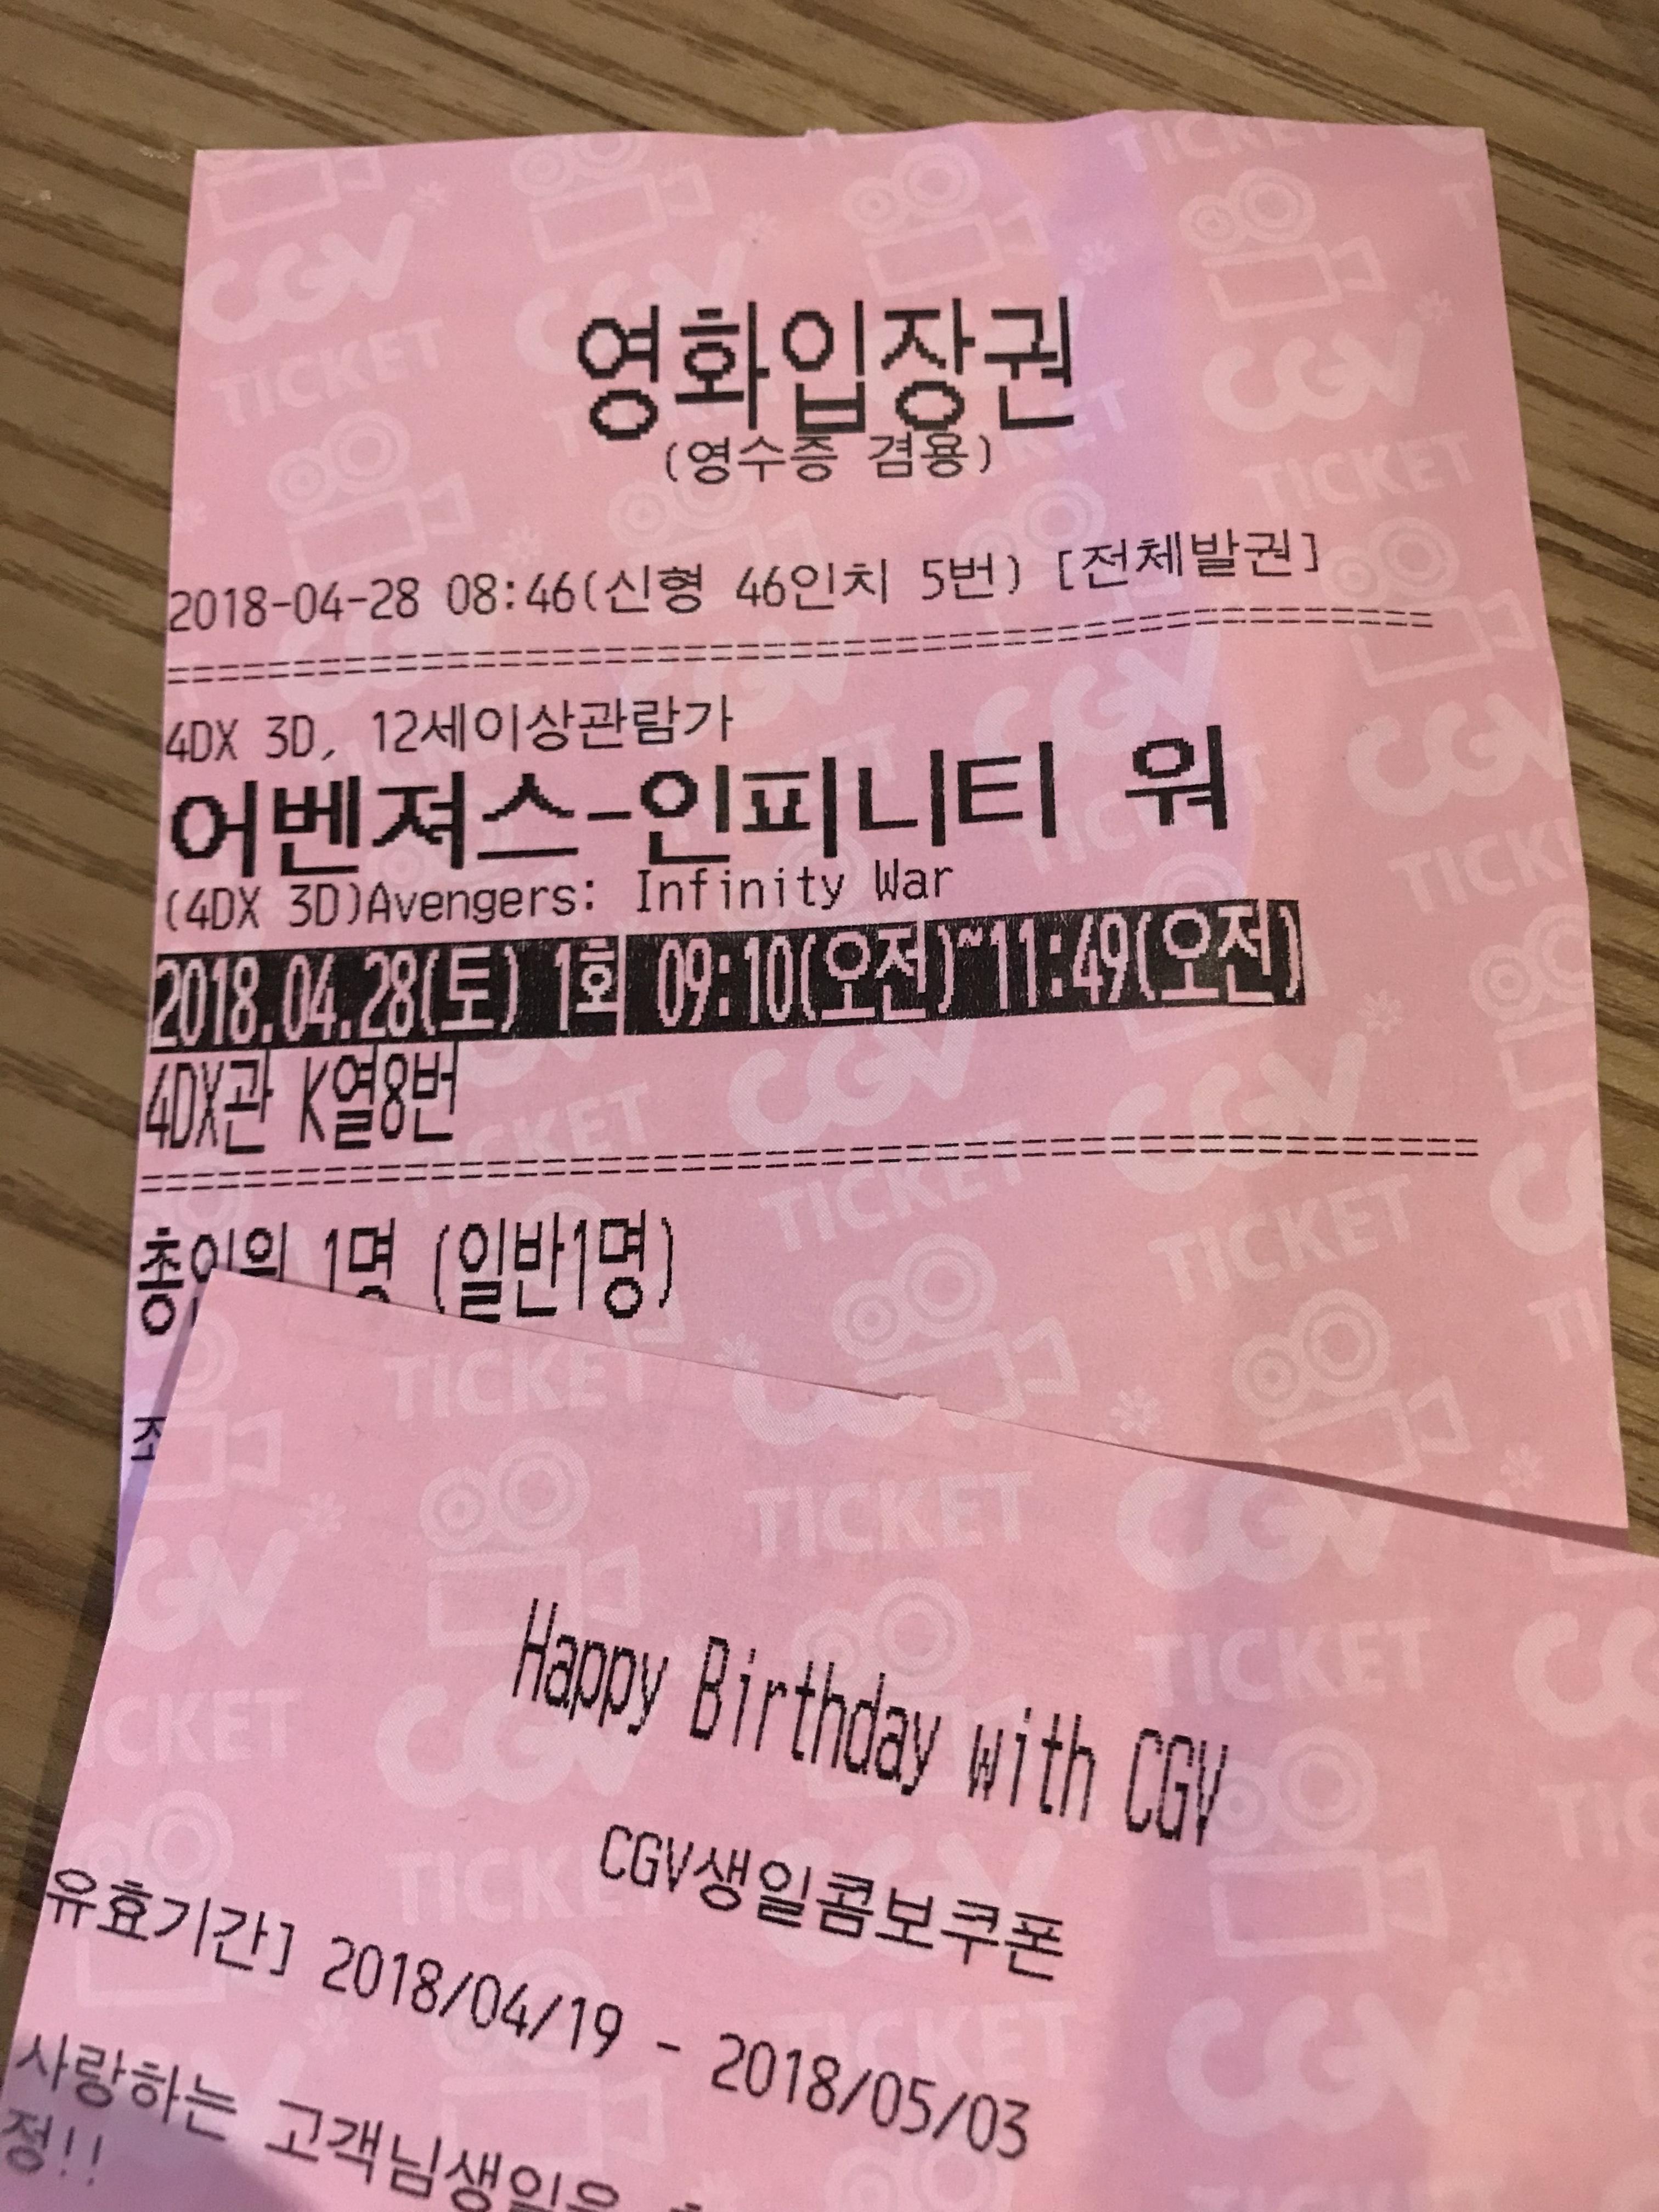 영화입장권
(영수증 겸용)
2018-04-28 08:46(신형 46인치 5번) [전체발권]
4DX 3D, 12세이상관람가
어벤져스-인피니티 워
(4DX 3D)Avengers: Infinity War
2018.04.28(토) 1회 09:10(오전)~11:49(오전)
4DX관 K열8번
총인원 1명 (일반1명)
Happy Birthday with CGV
CGV생일콤보쿠폰
유효기간] 2018/04/19 - 2018/05/03
사랑하는 고객님생일을
정!!